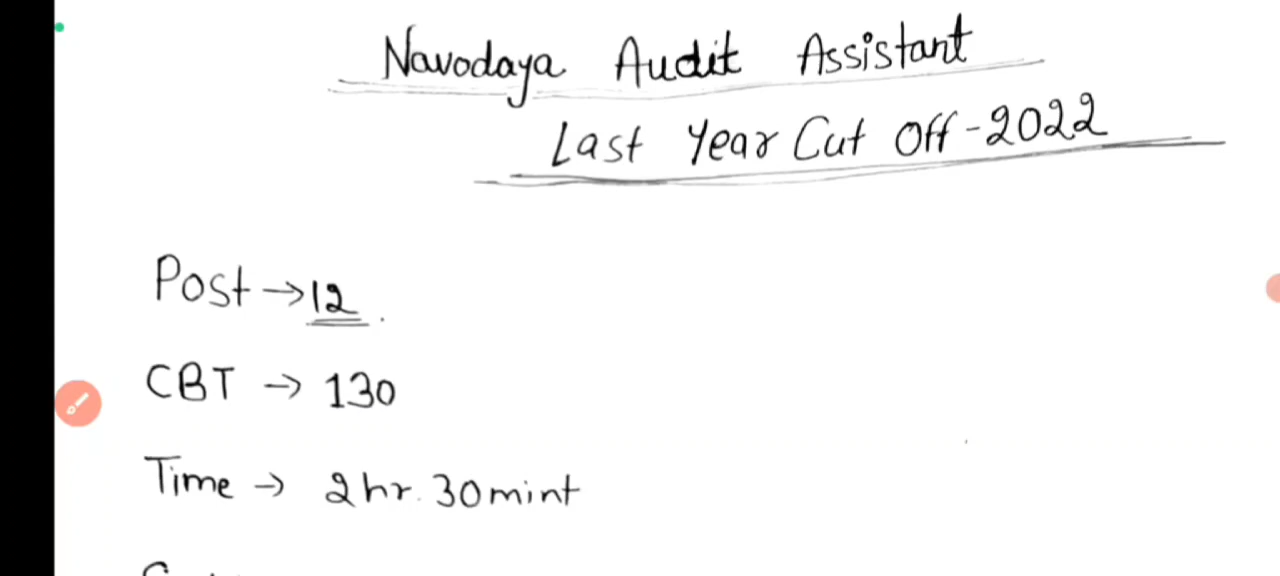 Navodaya Audit Assistant
Last Year Cut Off-2022
Post →12.
CBT → 130
Time → 2hr. 30mint